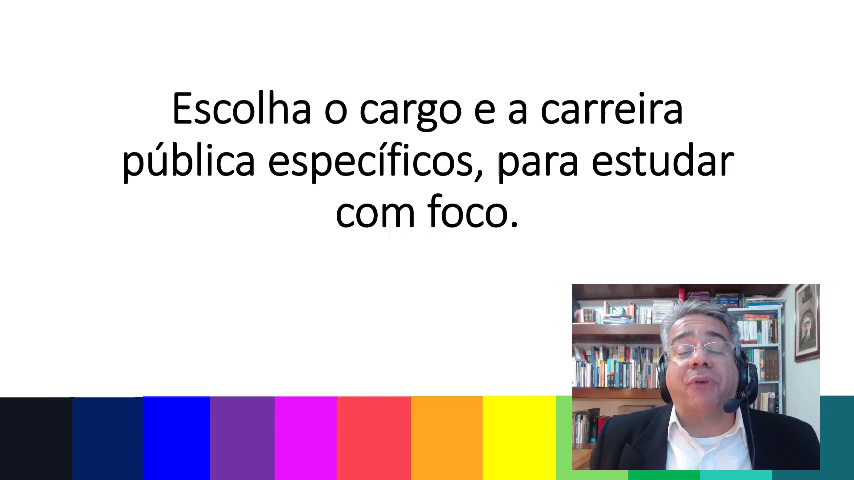 Escolha o cargo e a carreira
pública específicos, para estudar
com foco.